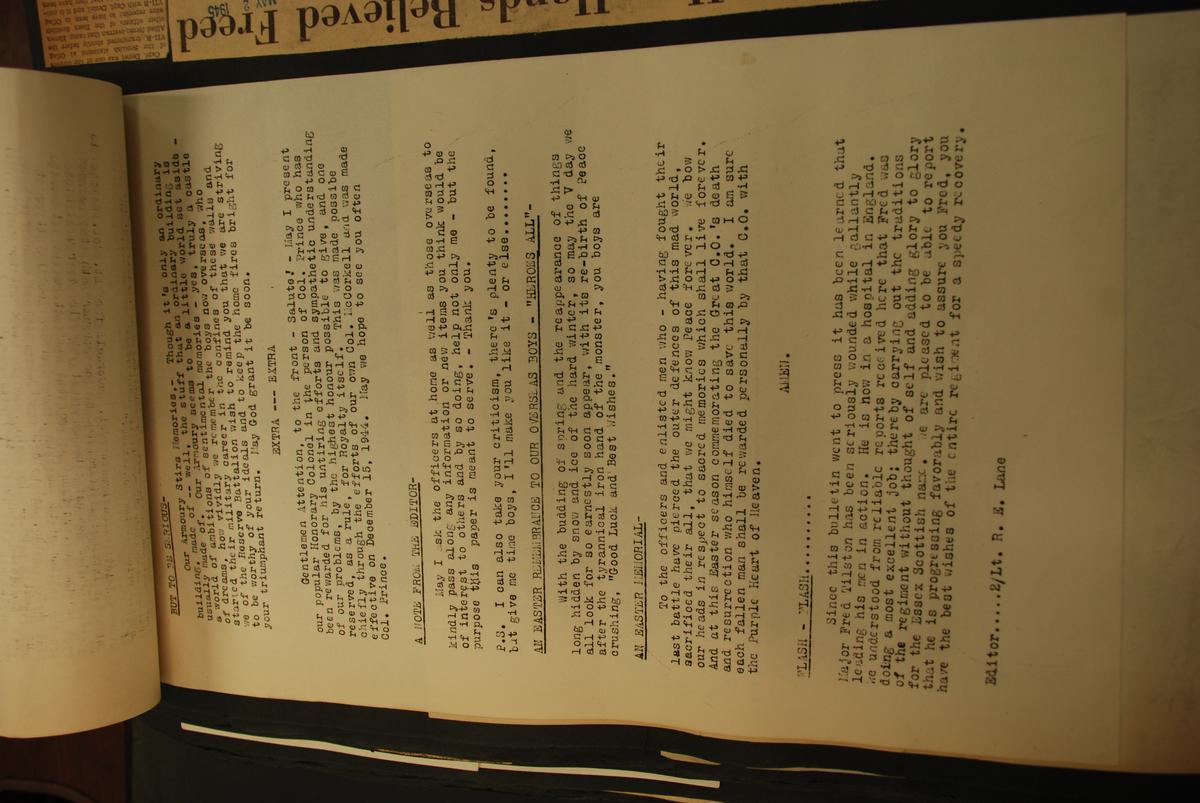 BUT TO BE SERIOUS-
Our Armoury Stairs Memories. Though it's only an ordinary
building, made of -- well, the stuff that an ordinary building is
usually made of. Our Armoury seems to be a little world set aside -
a world of ambitions of sentimental memories - yes, truly a castle
of dreams, how vividly we remember the boys now overseas, who
started their military career in the confines of these walls and
we of the Reserve Battalion wish to remind you that we are striving
to be worthy of your ideals and to keep the home fires bright for
your triumphant return. May God grant it be soon.
EXTRA --- EXTRA
Gentlemen Attention, to the front - Salute! - May I present
our popular Honorary Colonel in the person of Col. Prince who has
been rewarded for his untiring efforts and sympathetic understanding
of our problems, by the highest honour possible to give, and one
reserved, as a rule, for Royalty itself. This was made possibe
chiefly through the efforts of our own Col. McCorkell and was made
effective on December 15, 1944. May we hope to see you often
Col. Prince.
A NOTE FROM THE EDITOR-
May I ask the officers at home as well as those overseas to
kindly pass along any information or new items you think would be
of interest to others and by so doing, help not only me - but the
purpose this paper is meant to serve. - Thank you.
P.S. I can also take your criticism, there's plenty to be found,
but give me time boys, I'll make you like it - or else........
AN EASTER REMEMBRANCE TO OUR OVERSEAS BOYS - "HEROES ALL"-
With the budding of spring and the reappearance of things
long hidden by snow and ice of the hard winter, so may the V day we
all look for so earnestly soon appear, with its re-birth of Peace
after the tyrannical iron hand of the monster, you boys are
crushing, "Good Luck and Best Wishes."
AN EASTER MEMORIAL-
To the officers and enlisted men who - having fought their
last battle have pierced the outer defences of this mad world,
sacrificed their all, that we might know Peace forever. We bow
our heads in respect to sacred memories which shall live forever.
And at this Easter season commemorating the Great C.O.'s death
and resurrection who himself died to save this world. I am sure
each fallen man shall be rewarded personally by that C.O. with
the Purple Heart of Heaven.
AMEN.
FLASH - FLASH..........
Since this bulletin went to press it has been learned that
Major Fred Tilston has been seriously wounded while gallantly
leading his men in action. He is now in a hospital in England.
We understood from reliable reports received here that Fred was
doing a most excellent job; thereby carrying out the traditions
of the regiment without thought of self and adding glory to glory
for the Essex Scottish name. We are pleased to be able to report
that he is progressing favorably and wish to assure you Fred, you
have the best wishes of the entire regiment for a speedy recovery.
Editor....2/Lt. R. E. Lane
Hands Believed Freed
MAY 2 1945